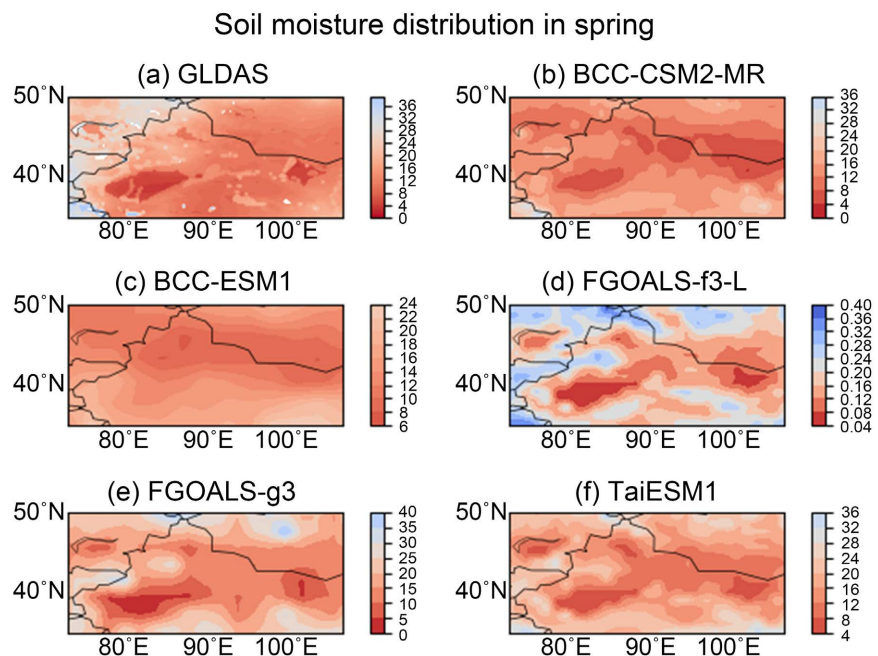 Soil moisture distribution in spring
(a) GLDAS
50°N
40°N
80°E 90°E 100°E
36
32
28
24
20
16
12
8
4
0
(b) BCC-CSM2-MR
50°N
40°N
80°E 90°E 100°E
36
32
28
24
20
16
12
8
4
0
(c) BCC-ESM1
50°N
40°N
80°E 90°E 100°E
24
22
20
18
16
14
12
10
8
6
(d) FGOALS-f3-L
50°N
40°N
80°E 90°E 100°E
0.40
0.36
0.32
0.28
0.24
0.20
0.16
0.12
0.08
0.04
(e) FGOALS-g3
50°N
40°N
80°E 90°E 100°E
40
35
30
25
20
15
10
5
0
(f) TaiESM1
50°N
40°N
80°E 90°E 100°E
36
32
28
24
20
16
12
8
4